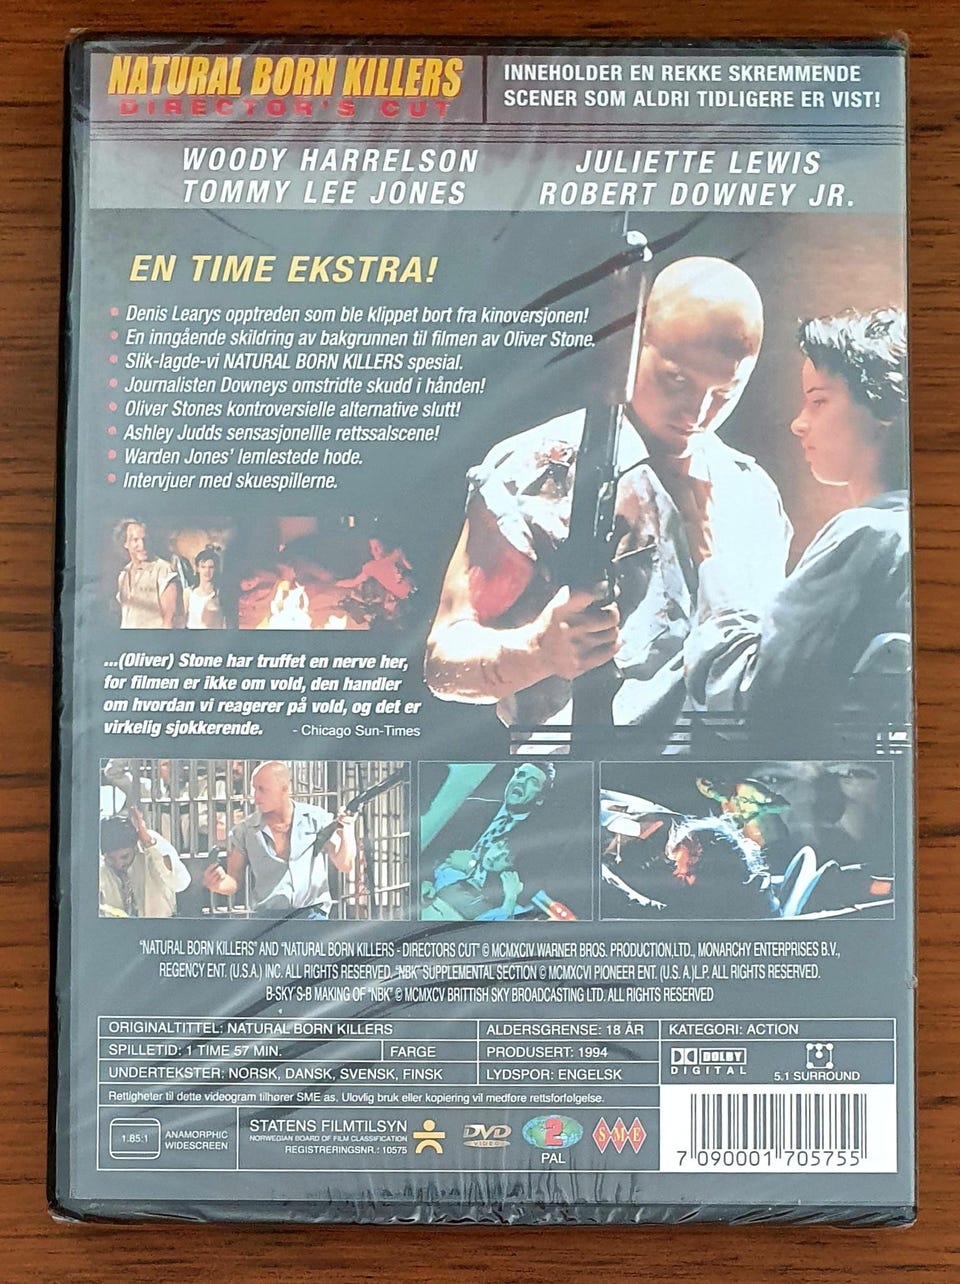 NATURAL BORN KILLERS
DIRECTOR'S CUT
INNEHOLDER EN REKKE SKREMMENDE
SCENER SOM ALDRI TIDLIGERE ER VIST!
WOODY HARRELSON
TOMMY LEE JONES
JULIETTE LEWIS
ROBERT DOWNEY JR.
EN TIME EKSTRA!
• Denis Learys opptreden som ble klippet bort fra kinoversjonen!
• En inngående skildring av bakgrunnen til filmen av Oliver Stone.
• Slik-lagde-vi NATURAL BORN KILLERS spesial.
• Journalisten Downeys omstridte skudd i hånden!
• Oliver Stones kontroversielle alternative slutt!
• Ashley Judds sensasjonellle rettssalscene!
• Warden Jones' lemlestede hode.
• Intervjuer med skuespillerne.
...(Oliver) Stone har truffet en nerve her,
for filmen er ikke om vold, den handler
om hvordan vi reagerer på vold, og det er
virkelig sjokkerende. - Chicago Sun-Times
"NATURAL BORN KILLERS" AND "NATURAL BORN KILLERS - DIRECTORS CUT" © MCMXCIV WARNER BROS. PRODUCTION,LTD., MONARCHY ENTERPRISES B.V.,
REGENCY ENT. (U.S.A.) INC. ALL RIGHTS RESERVED. "NBK" SUPPLEMENTAL SECTION © MCMXCVI PIONEER ENT. (U.S. A.)L.P. ALL RIGHTS RESERVED.
B-SKY'S-B MAKING OF "NBK" © MCMXCV BRITTISH SKY BROADCASTING LTD. ALL RIGHTS RESERVED
ORIGINALTITTEL: NATURAL BORN KILLERS
ALDERSGRENSE: 18 ÅR
KATEGORI: ACTION
SPILLETID: 1 TIME 57 MIN.
FARGE
PRODUSERT: 1994
UNDERTEKSTER: NORSK, DANSK, SVENSK, FINSK
LYDSPOR: ENGELSK
DOLBY
DIGITAL
5.1 SURROUND
Rettigheter til dette videogram tilhører SME as. Ulovlig bruk eller kopiering vil medføre rettsforfølgelse.
1.85:1
ANAMORPHIC
WIDESCREEN
STATENS FILMTILSYN
NORWEGIAN BOARD OF FILM CLASSIFICATION
REGISTRERINGSNR.: 10575
DVD
VIDEO
2
PAL
SME
7 090001 705755